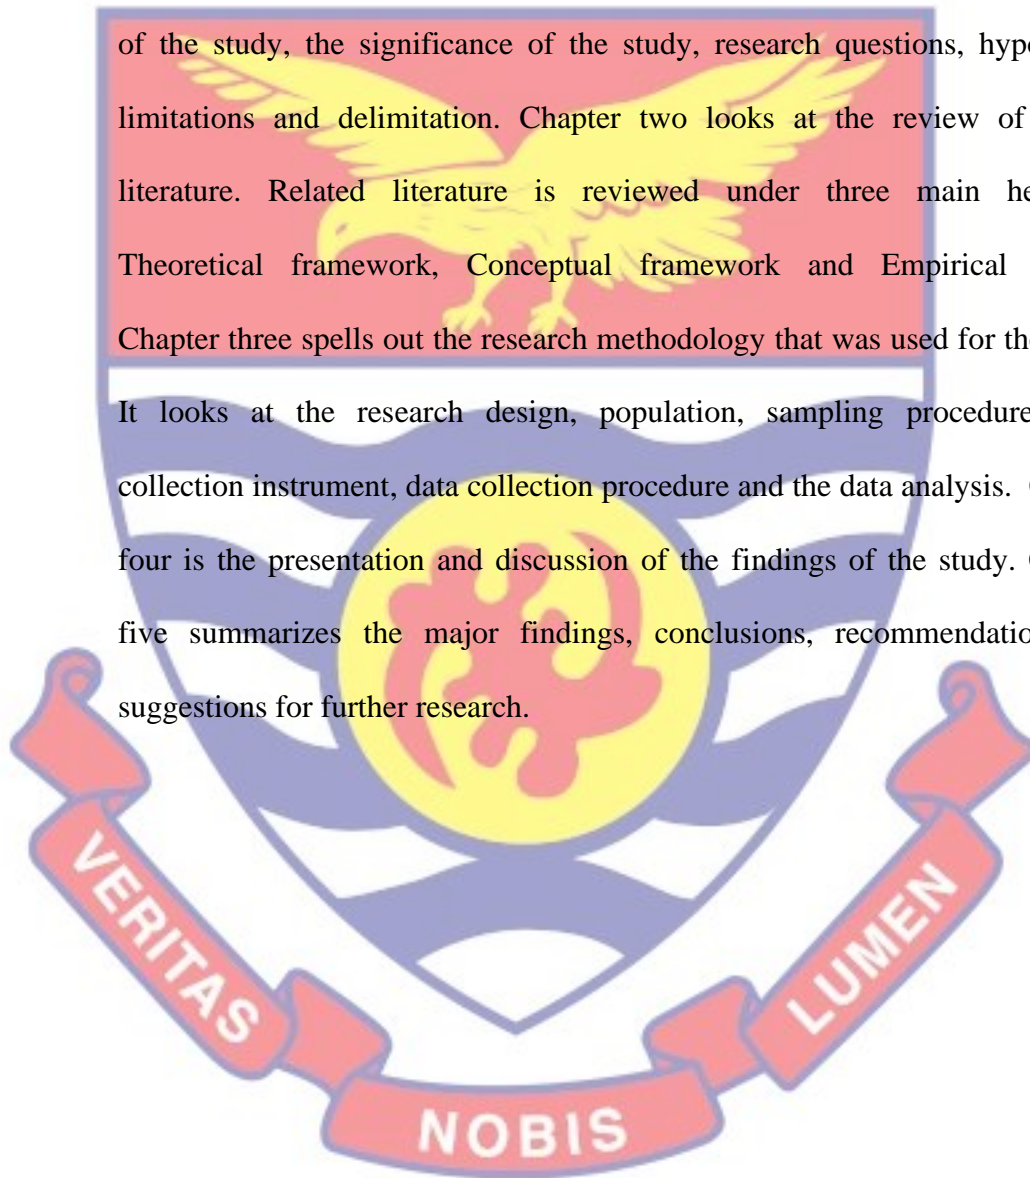 of the study, the significance of the study, research questions, hypo
limitations and delimitation. Chapter two looks at the review of
literature. Related literature is reviewed under three main he
Theoretical framework, Conceptual framework and Empirical
Chapter three spells out the research methodology that was used for the
It looks at the research design, population, sampling procedure
collection instrument, data collection procedure and the data analysis.
four is the presentation and discussion of the findings of the study.
five summarizes the major findings, conclusions, recommendatio
suggestions for further research.
VERITAS
NOBIS
LUMEN